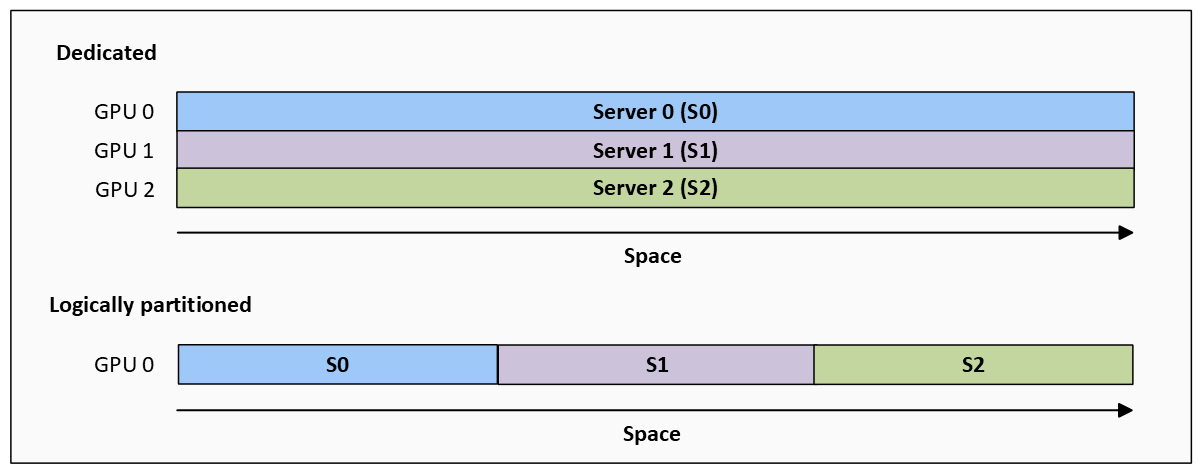 Dedicated
GPU 0
Server 0 (S0)
GPU 1
Server 1 (S1)
GPU 2
Server 2 (S2)
Space
Logically partitioned
GPU 0
S0
S1
S2
Space